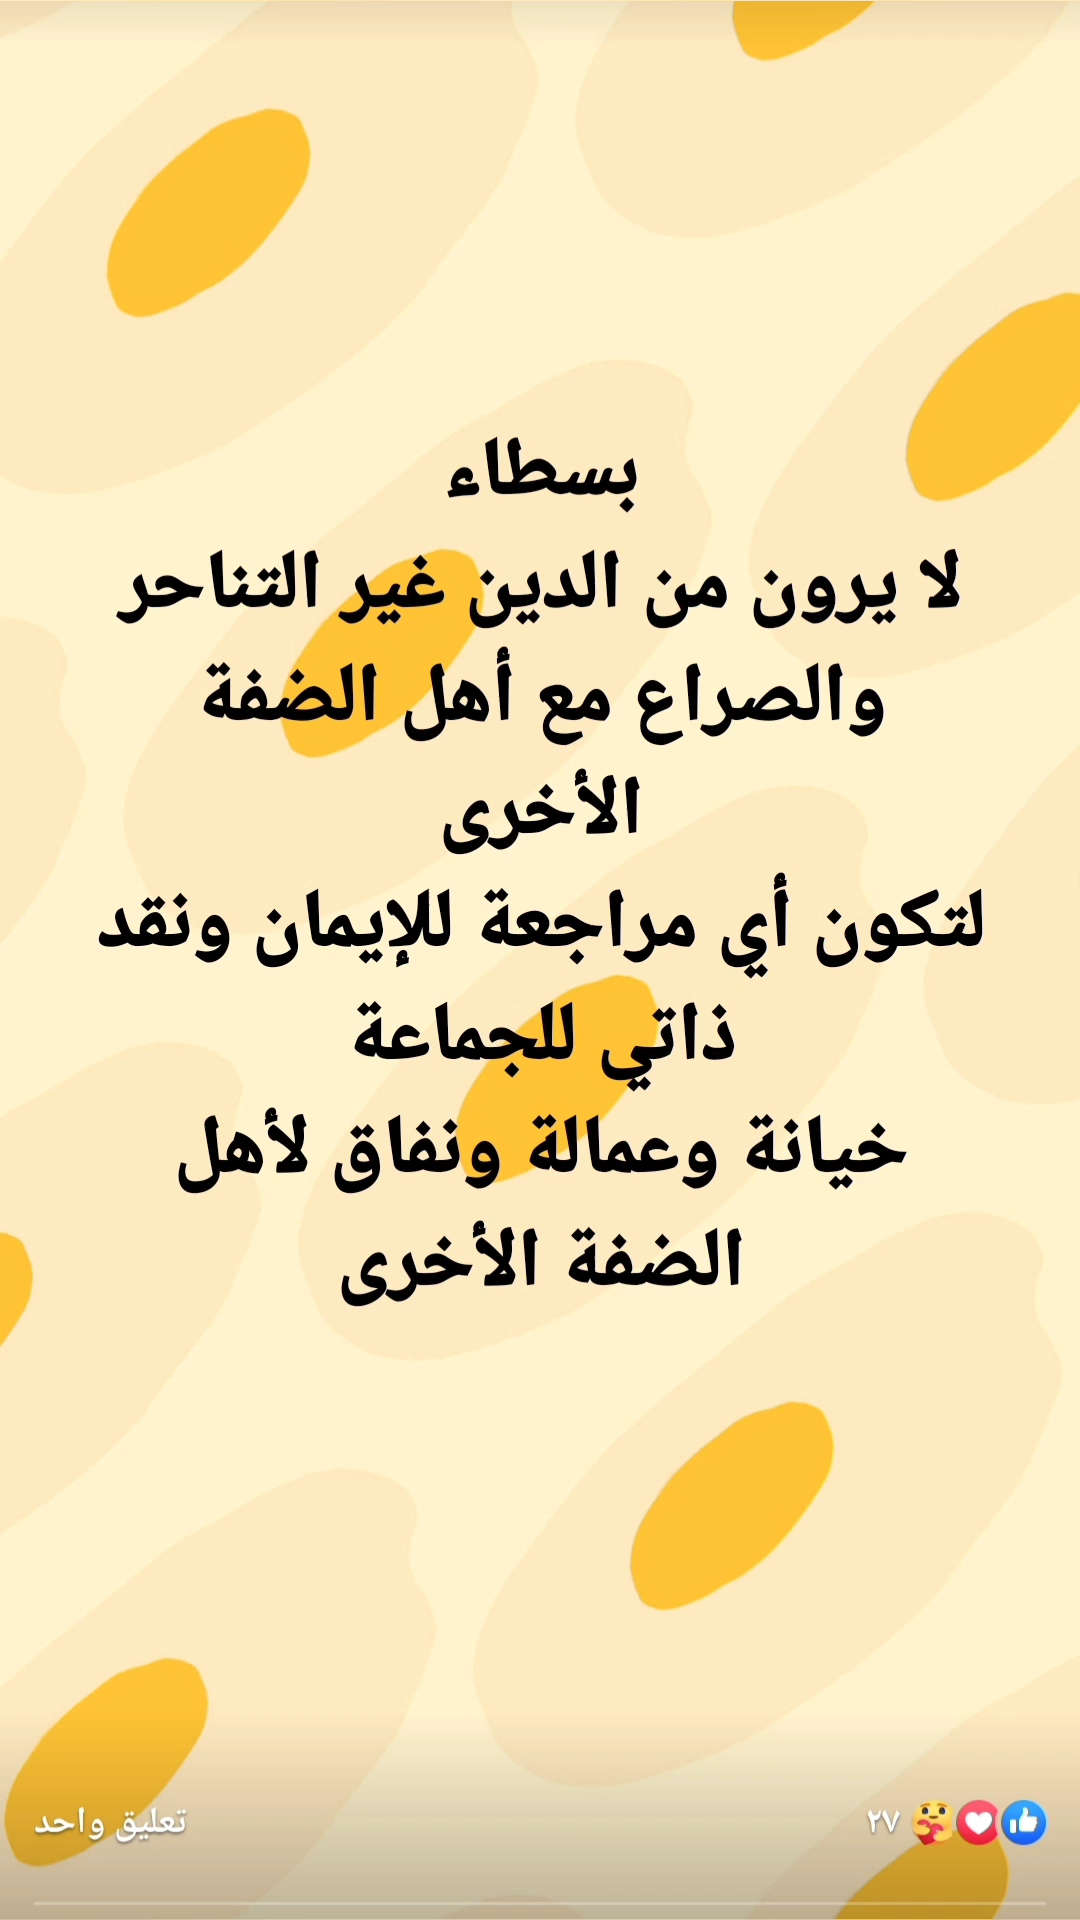 بسطاء
لا يرون من الدين غير التناحر
والصراع مع أهل الضفة
الأخرى
لتكون أي مراجعة للإيمان ونقد
ذاتي للجماعة
خيانة وعمالة ونفاق لأهل
الضفة الأخرى
٢٧
تعليق واحد